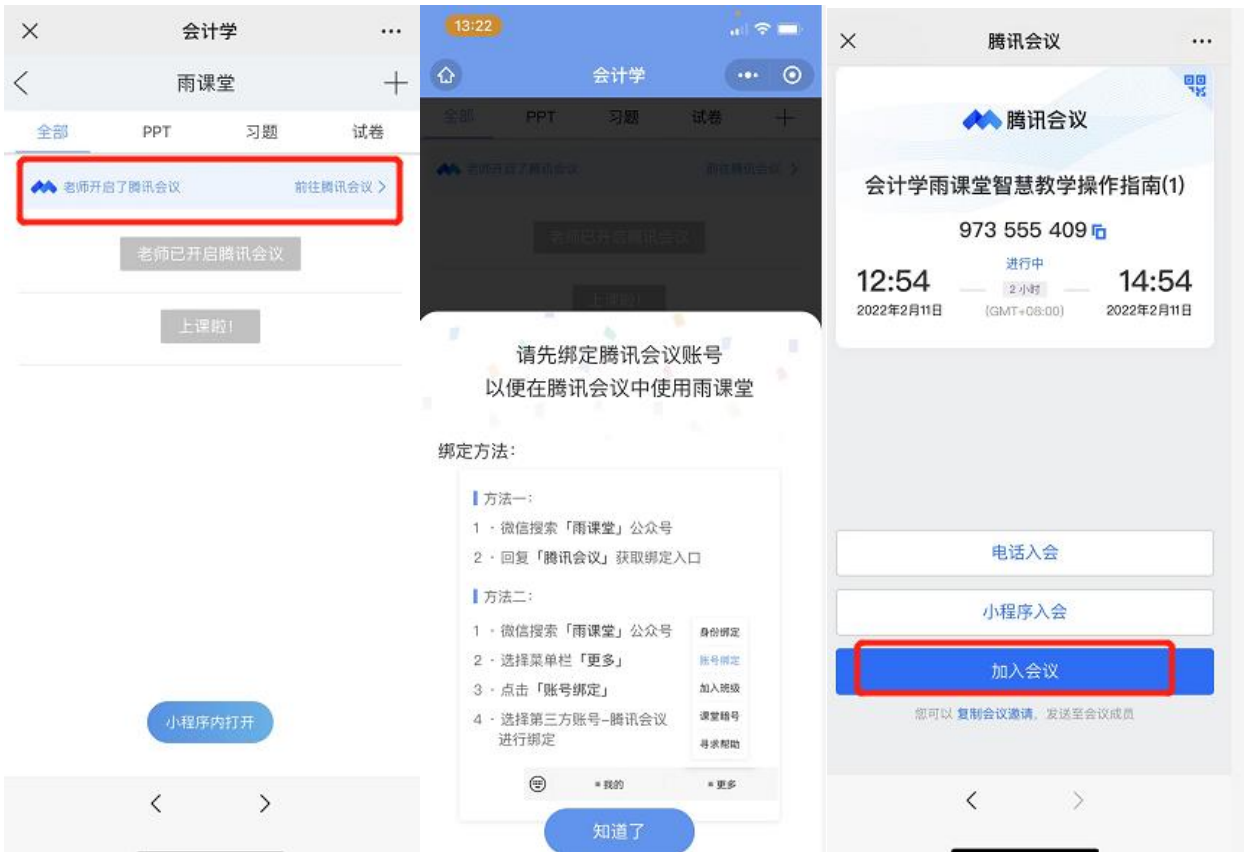 会计学
雨课堂
全部 PPT 习题 试卷
老师开启了腾讯会议 前往腾讯会议
老师已开启腾讯会议
上课啦!
小程序内打开
13:22
会计学
全部 PPT 习题 试卷
老师开启了腾讯会议 前往腾讯会议
老师已开启腾讯会议
上课啦!
请先绑定腾讯会议账号
以便在腾讯会议中使用雨课堂
绑定方法:
方法一:
1 · 微信搜索「雨课堂」公众号
2 · 回复「腾讯会议」获取绑定入口
方法二:
1 · 微信搜索「雨课堂」公众号
2 · 选择菜单栏「更多」
3 · 点击「账号绑定」
4 · 选择第三方账号-腾讯会议
进行绑定
身份绑定
账号绑定
加入班级
课堂暗号
寻求帮助
我的 更多
知道了
腾讯会议
腾讯会议
会计学雨课堂智慧教学操作指南(1)
973 555 409
进行中
12:54 2小时 14:54
2022年2月11日 (GMT+08:00) 2022年2月11日
电话入会
小程序入会
加入会议
您可以 复制会议邀请, 发送至会议成员